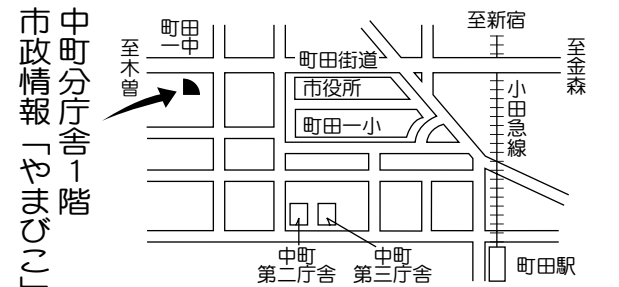 中町分庁舎1階
市政情報「やまびこ」
至木曽
町田
一中
町田街道
至新宿
至金森
市役所
小田急線
町田一小
中町
第二庁舎
中町
第三庁舎
町田駅